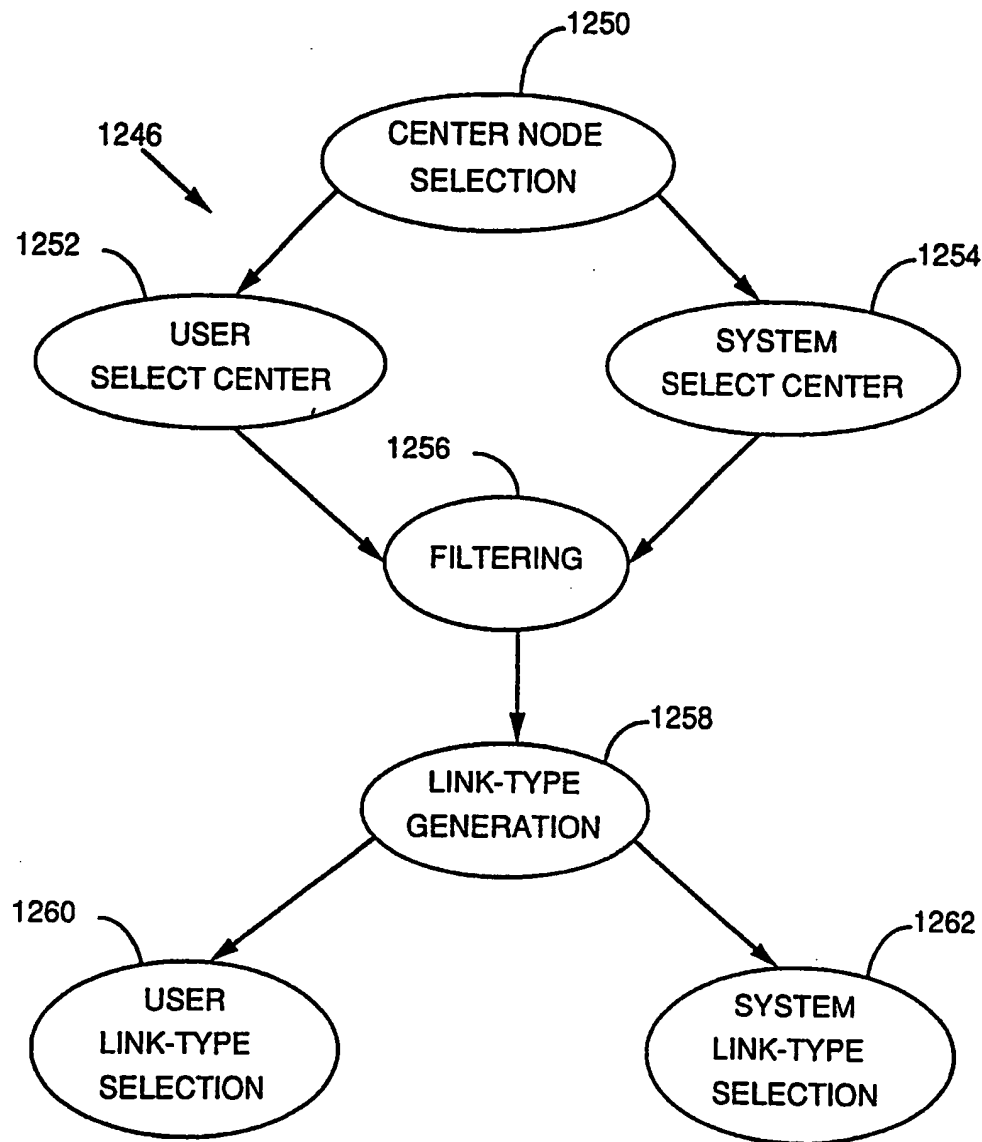 1250
CENTER NODE
SELECTION
1246
1252
1254
USER
SELECT CENTER
SYSTEM
SELECT CENTER
1256
FILTERING
1258
LINK-TYPE
GENERATION
1260
1262
USER
LINK-TYPE
SELECTION
SYSTEM
LINK-TYPE
SELECTION